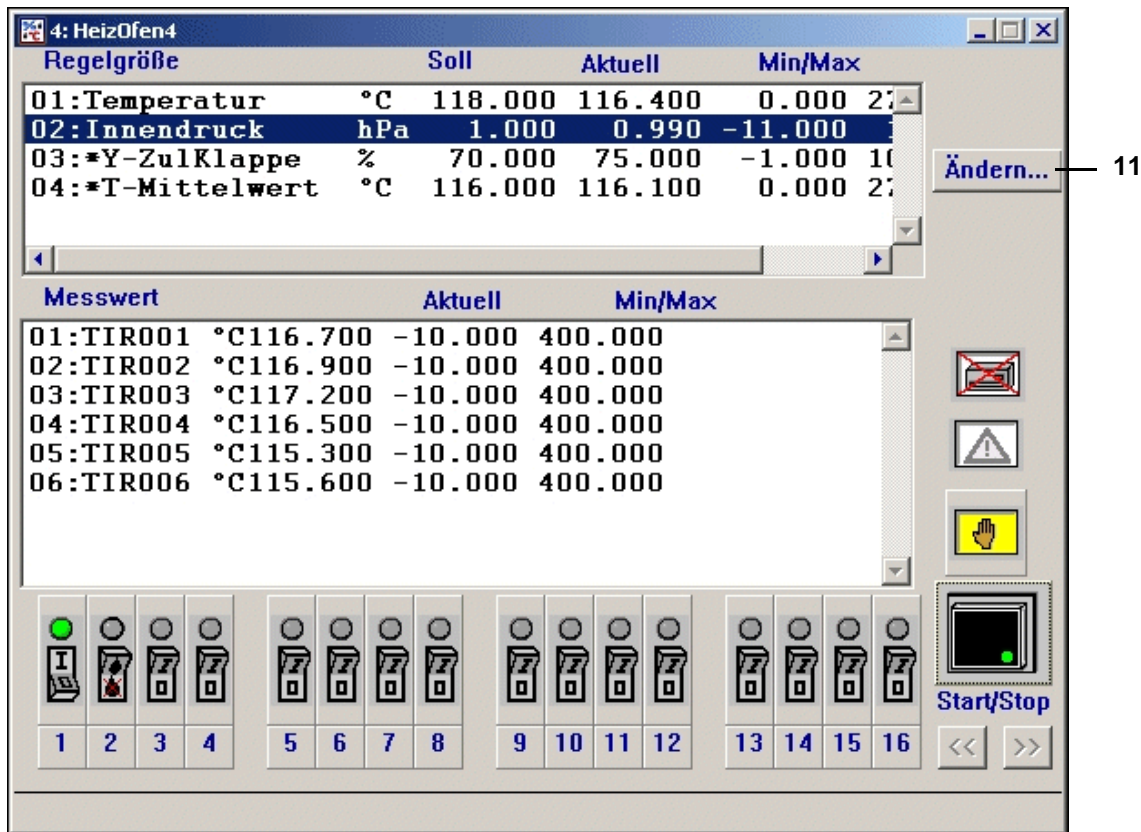 4: HeizOfen4
Regelgröße Soll Aktuell Min/Max
01:Temperatur °C 118.000 116.400 0.000 27
02:Innendruck hPa 1.000 0.990 -11.000
03:*Y-ZulKlappe % 70.000 75.000 -1.000 10
04:*T-Mittelwert °C 116.000 116.100 0.000 27
Ändern... 11
Messwert Aktuell Min/Max
01:TIR001 °C116.700 -10.000 400.000
02:TIR002 °C116.900 -10.000 400.000
03:TIR003 °C117.200 -10.000 400.000
04:TIR004 °C116.500 -10.000 400.000
05:TIR005 °C115.300 -10.000 400.000
06:TIR006 °C115.600 -10.000 400.000
Start/Stop
1 2 3 4 5 6 7 8 9 10 11 12 13 14 15 16 << >>